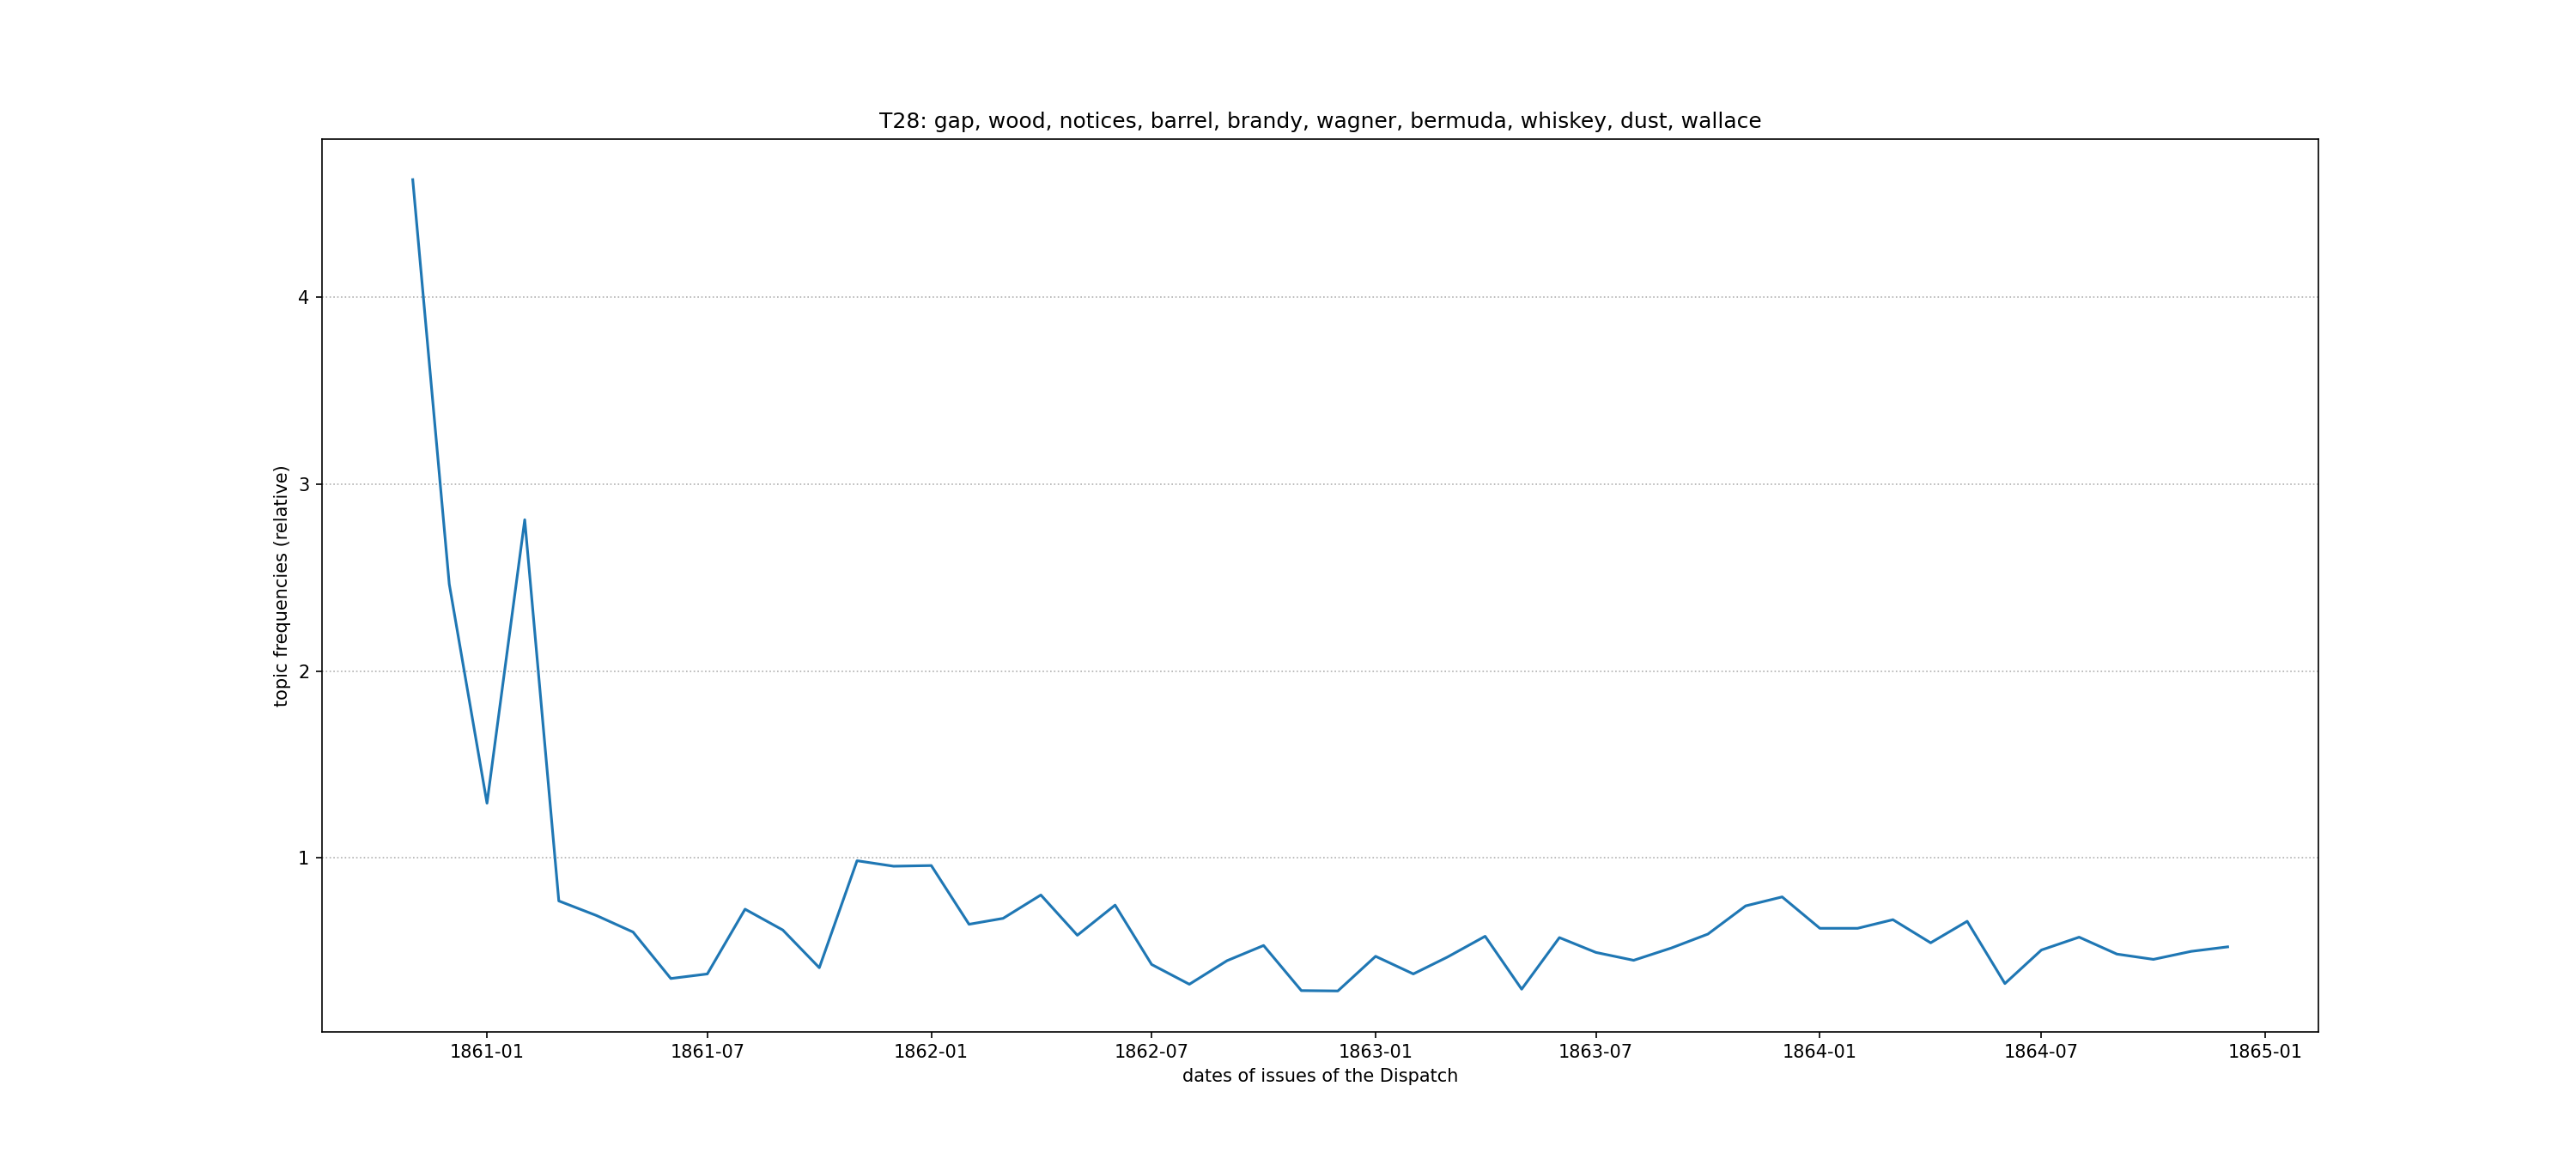 T28: gap, wood, notices, barrel, brandy, wagner, bermuda, whiskey, dust, wallace
topic frequencies (relative)
4
3
2
1
1861-01 1861-07 1862-01 1862-07 1863-01 1863-07 1864-01 1864-07 1865-01
dates of issues of the Dispatch